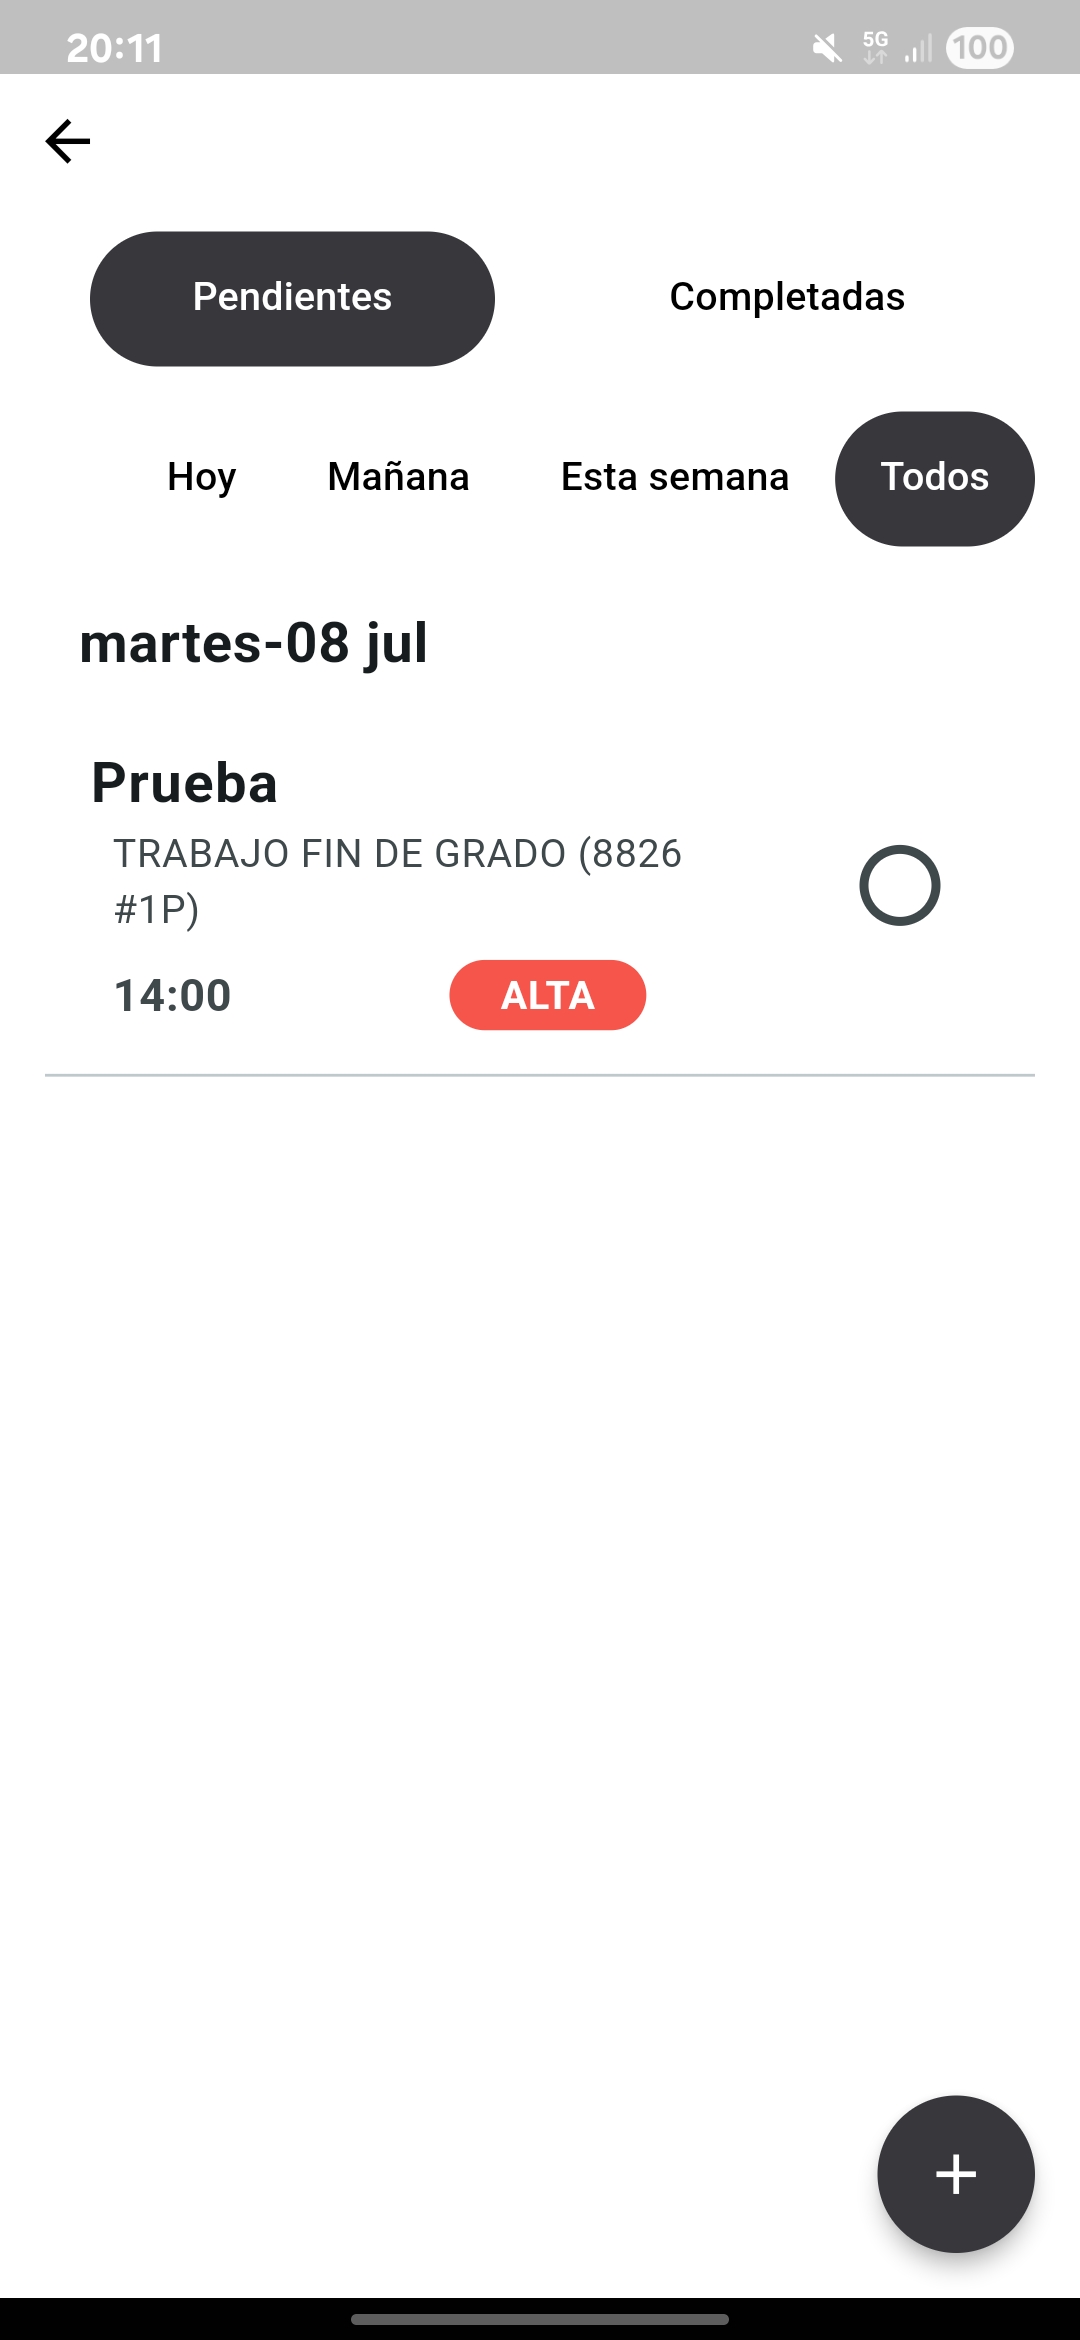 20:11
5G
100
Pendientes
Completadas
Hoy
Mañana
Esta semana
Todos
martes-08 jul
Prueba
TRABAJO FIN DE GRADO (8826
#1P)
14:00
ALTA